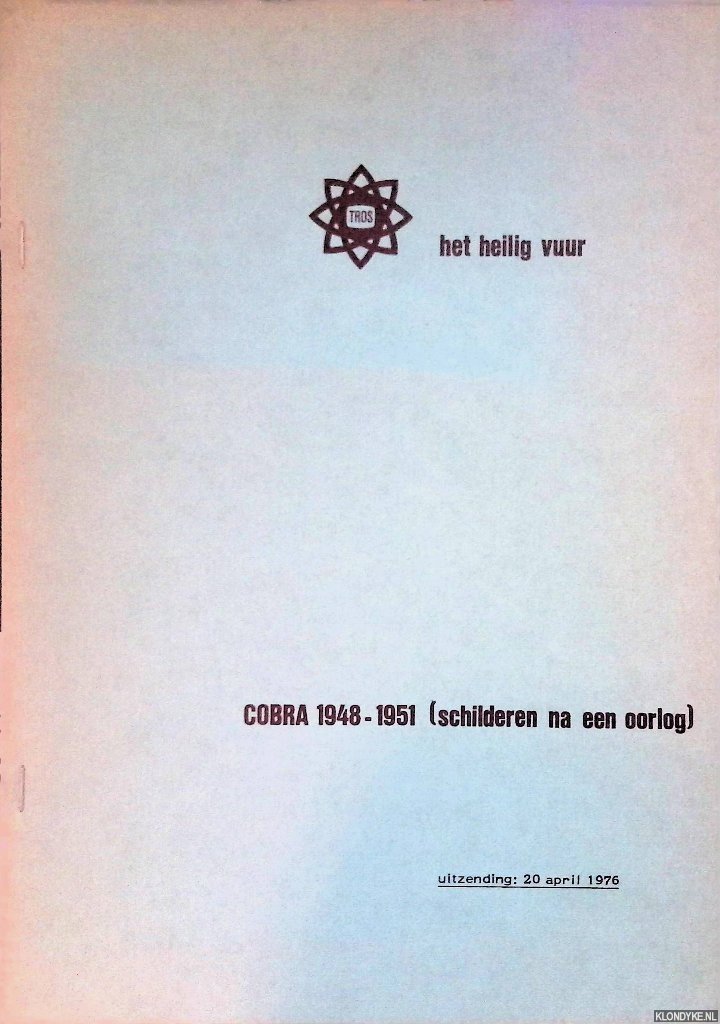 TROS
het heilig vuur
COBRA 1948-1951 (schilderen na een oorlog)
uitzending: 20 april 1976
KLONDYKE.NL